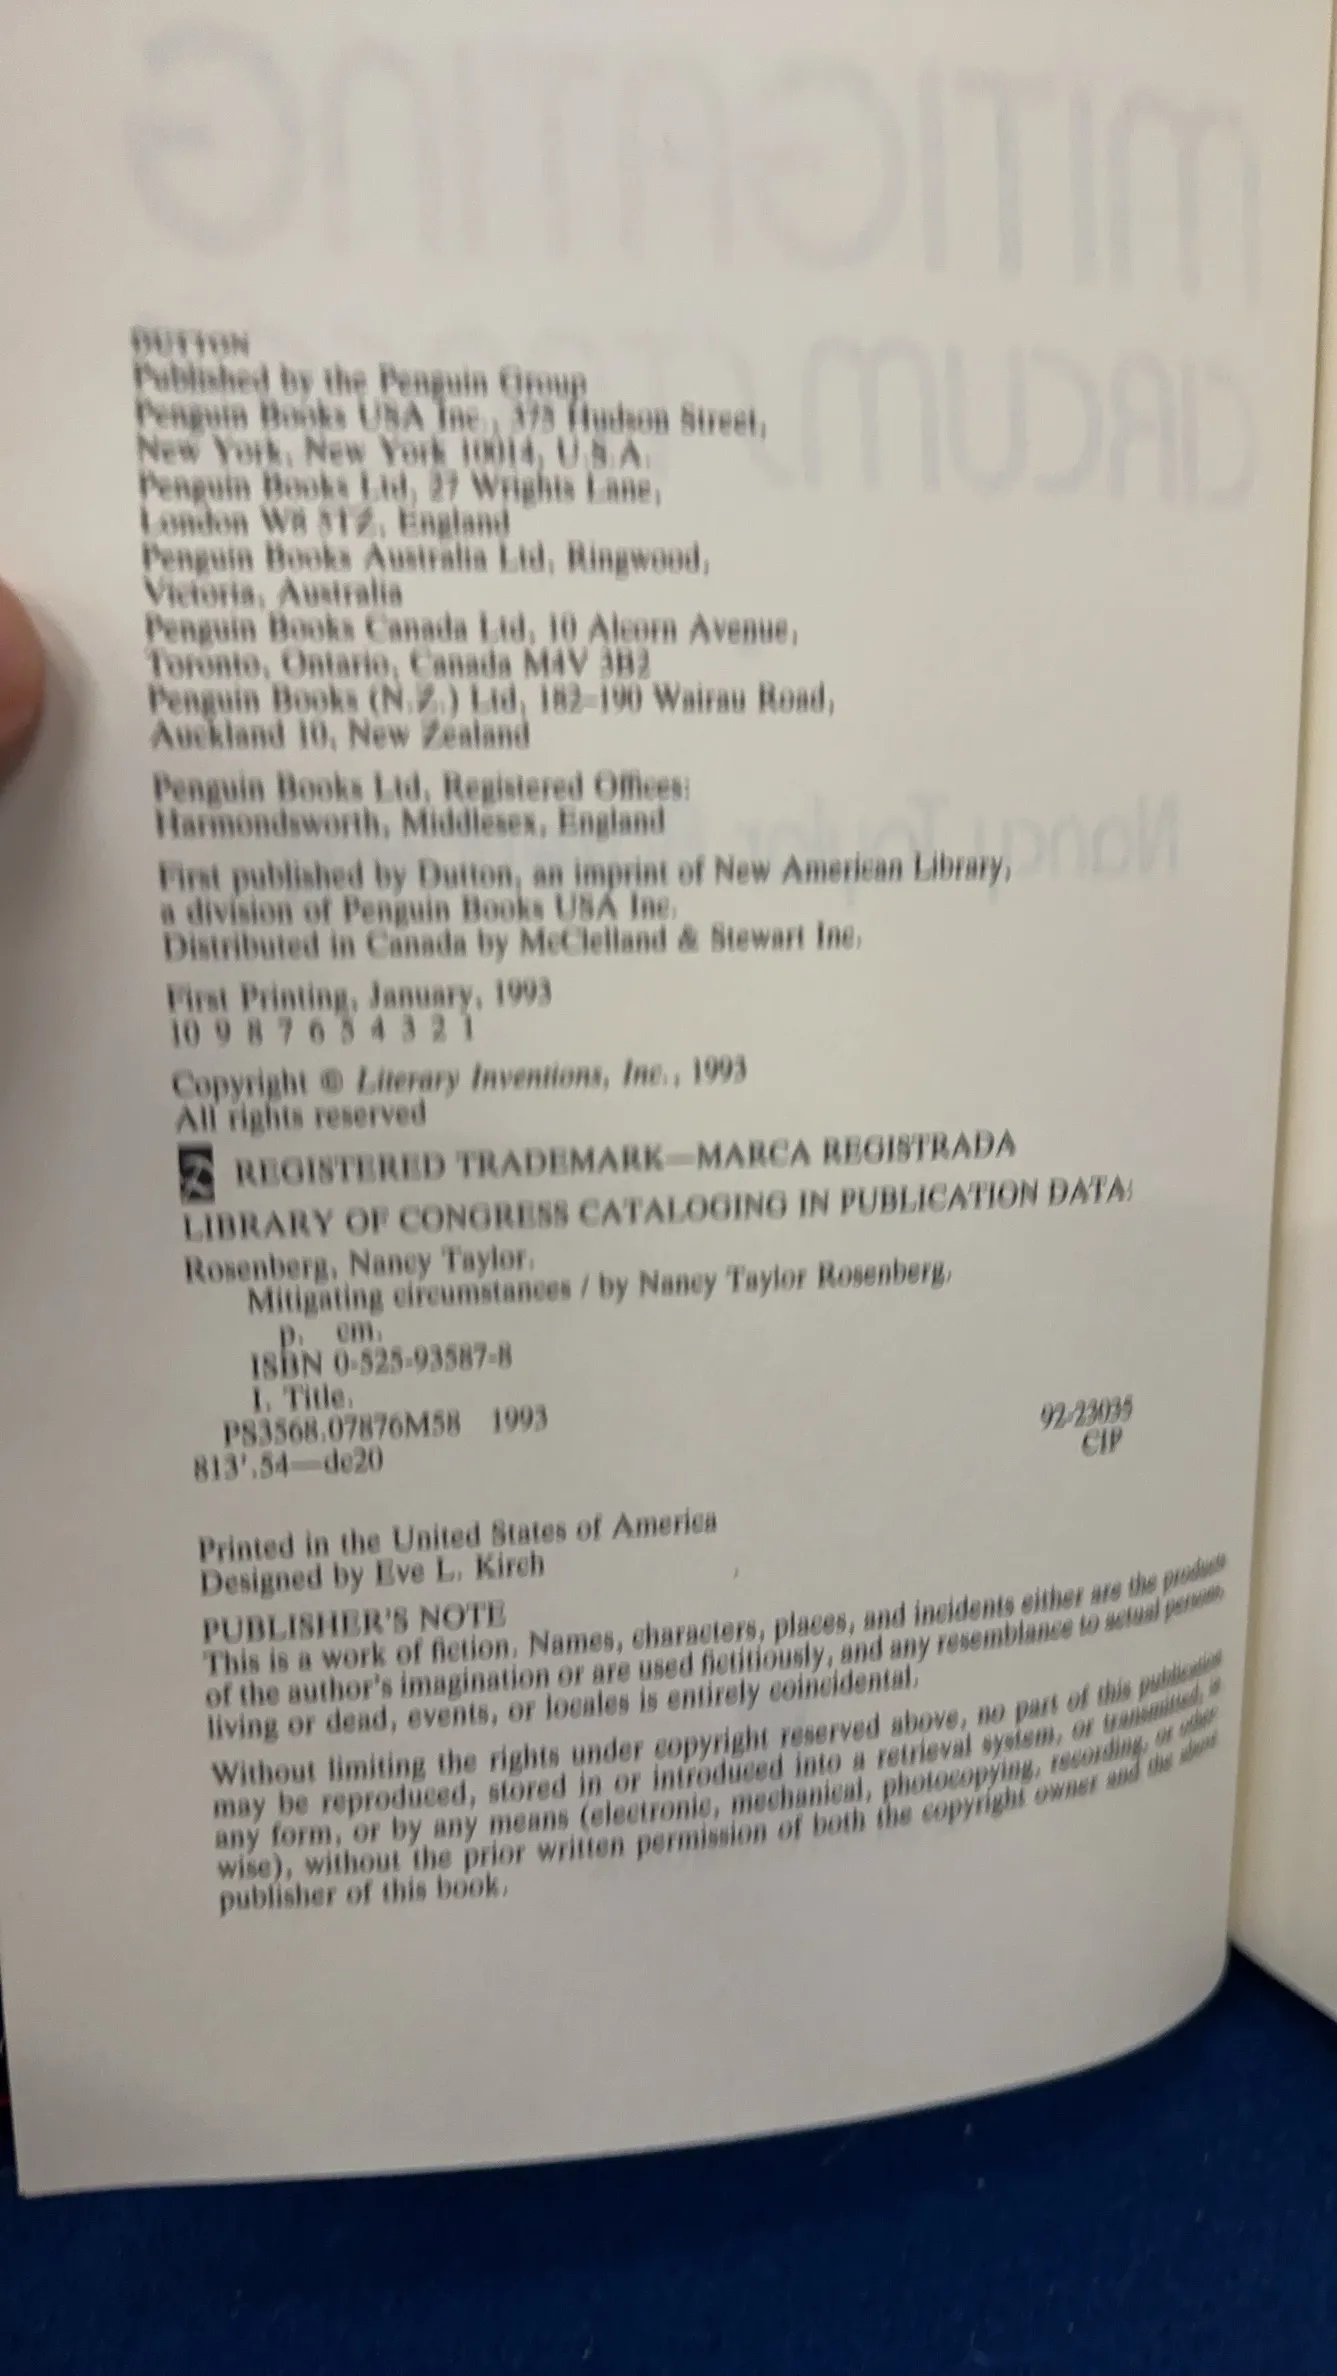 DUTTON
Published by the Penguin Group
Penguin Books USA Inc., 375 Hudson Street,
New York, New York 10014, U.S.A.
Penguin Books Ltd, 27 Wrights Lane,
London W8 5TZ, England
Penguin Books Australia Ltd, Ringwood,
Victoria, Australia
Penguin Books Canada Ltd, 10 Alcorn Avenue,
Toronto, Ontario, Canada M4V 3B2
Penguin Books (N.Z.) Ltd, 182–190 Wairau Road,
Auckland 10, New Zealand
Penguin Books Ltd, Registered Offices:
Harmondsworth, Middlesex, England
First published by Dutton, an imprint of New American Library,
a division of Penguin Books USA Inc.
Distributed in Canada by McClelland & Stewart Inc.
First Printing, January, 1993
10 9 8 7 6 5 4 3 2 1
Copyright © Literary Inventions, Inc., 1993
All rights reserved
REGISTERED TRADEMARK—MARCA REGISTRADA
LIBRARY OF CONGRESS CATALOGING IN PUBLICATION DATA:
Rosenberg, Nancy Taylor.
Mitigating circumstances / by Nancy Taylor Rosenberg.
p. cm.
ISBN 0-525-93587-8
I. Title.
PS3568.O7876M58 1993
813'.54—dc20
92-23035
CIP
Printed in the United States of America
Designed by Eve L. Kirch
PUBLISHER'S NOTE
This is a work of fiction. Names, characters, places, and incidents either are the products
of the author's imagination or are used fictitiously, and any resemblance to actual persons,
living or dead, events, or locales is entirely coincidental.
Without limiting the rights under copyright reserved above, no part of this publication
may be reproduced, stored in or introduced into a retrieval system, or transmitted, in
any form, or by any means (electronic, mechanical, photocopying, recording, or other
wise), without the prior written permission of both the copyright owner and the above
publisher of this book.